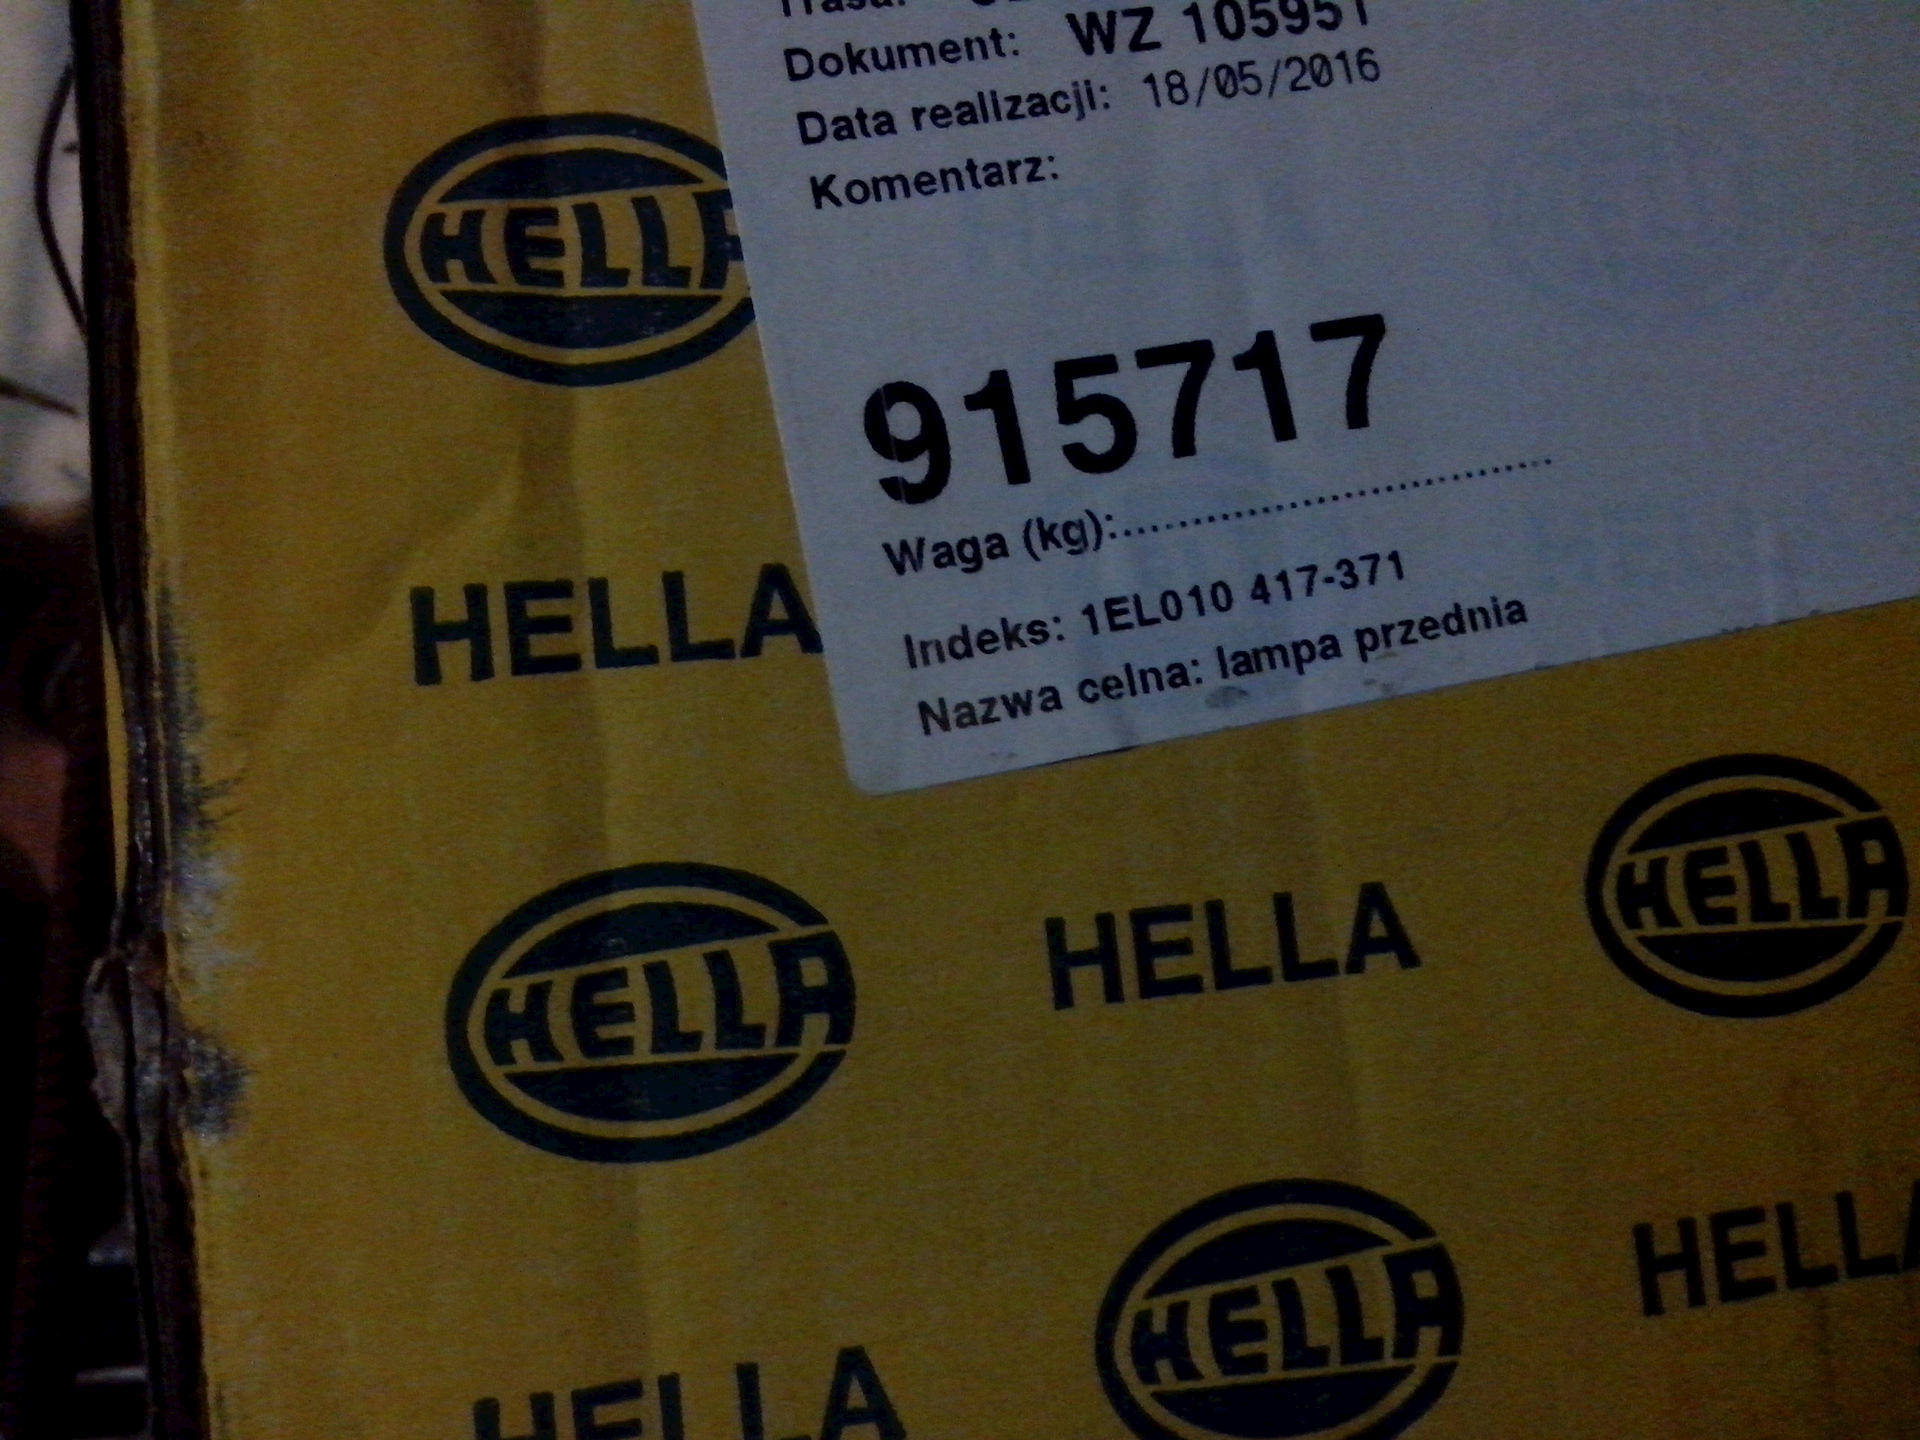 Trasa:
Dokument: WZ 105951
Data realizacji: 18/05/2016
Komentarz:
HELLA
915717
Waga (kg):..............................
HELLA
Indeks: 1EL010 417-371
Nazwa celna: lampa przednia
HELLA
HELLA
HELLA
HELLA
HELLA
HELLA